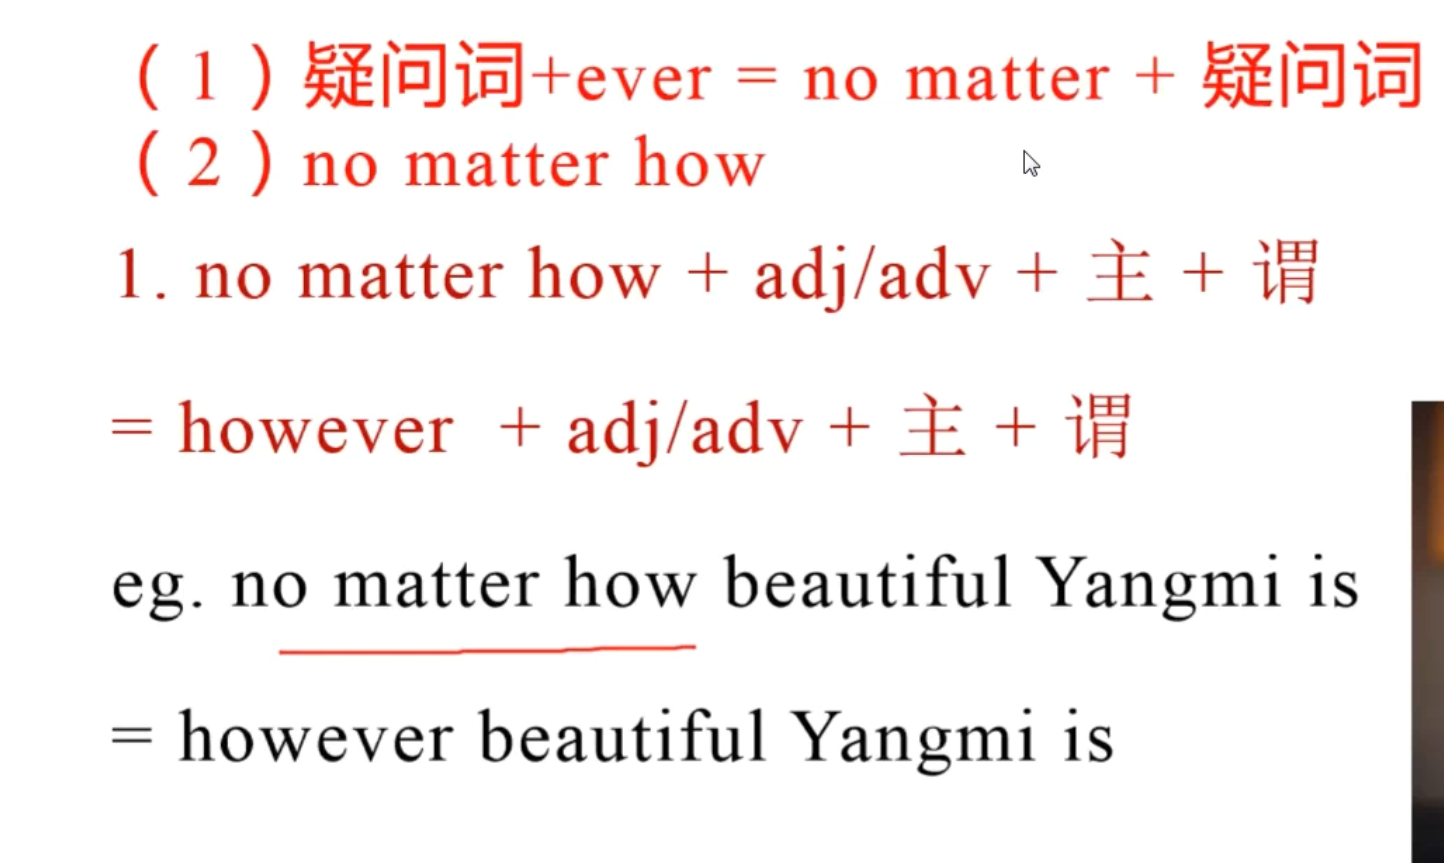 （1）疑问词+ever = no matter + 疑问词
（2）no matter how
1. no matter how + adj/adv + 主 + 谓
= however + adj/adv + 主 + 谓
eg. no matter how beautiful Yangmi is
= however beautiful Yangmi is